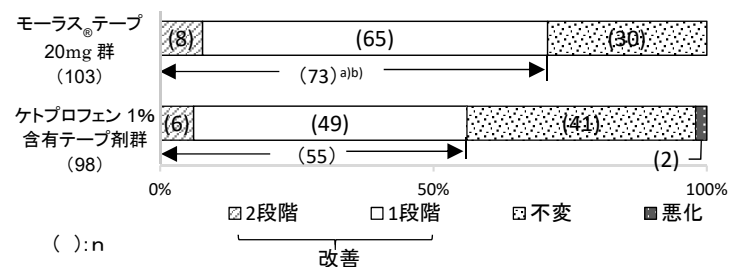 モーラス®テープ
20mg 群
（103）
(8)
(65)
(30)
（73）a)b)
ケトプロフェン 1%
含有テープ剤群
（98）
(6)
(49)
(41)
（55）
(2)
0%
50%
100%
2段階
1段階
不変
悪化
（ ）:n
改善